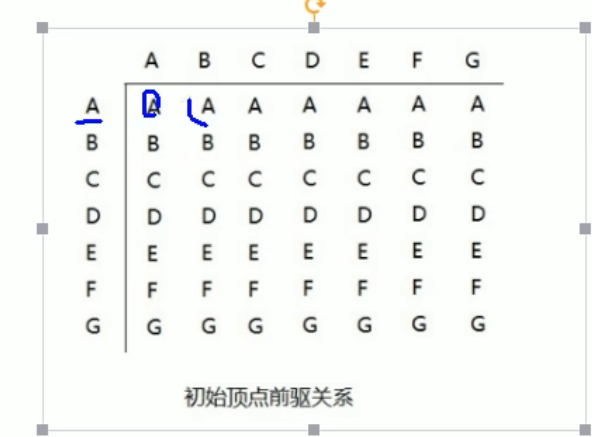 A B C D E F G
A A A A A A A A
B B B B B B B B
C C C C C C C C
D D D D D D D D
E E E E E E E E
F F F F F F F F
G G G G G G G G
初始顶点前驱关系